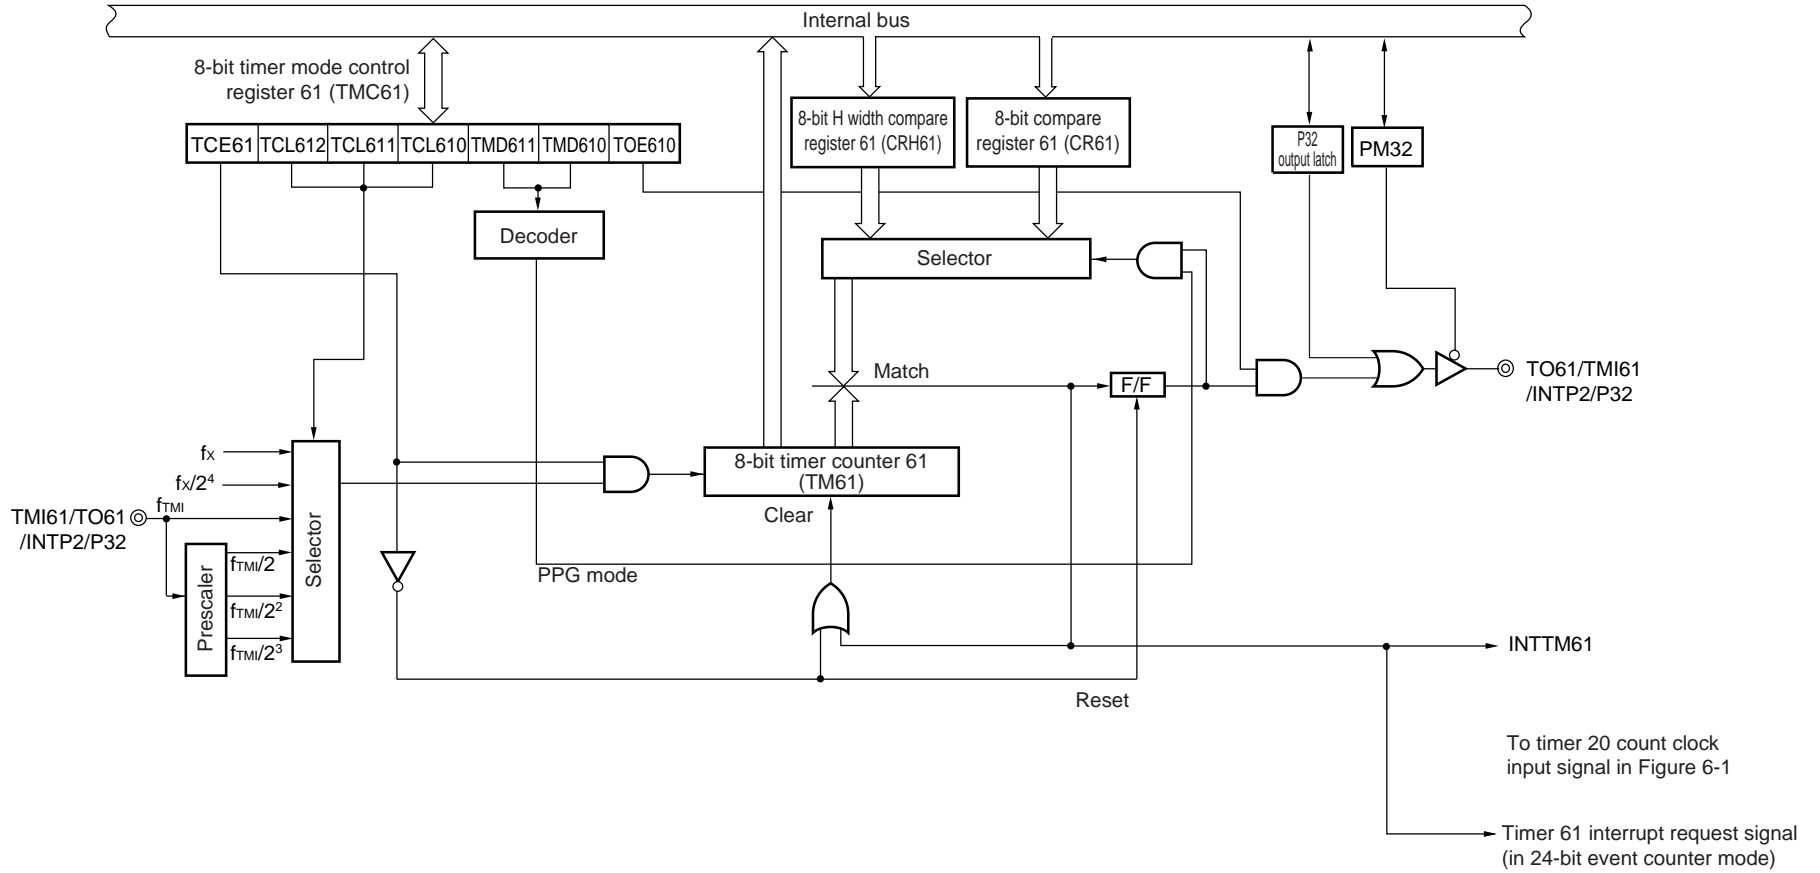 Internal bus
8-bit timer mode control
register 61 (TMC61)
TCE61 TCL612 TCL611 TCL610 TMD611 TMD610 TOE610
8-bit H width compare
register 61 (CRH61)
8-bit compare
register 61 (CR61)
P32
output latch
PM32
Decoder
Selector
Match
F/F
TO61/TMI61
/INTP2/P32
fX
fX/2⁴
fTMI
TMI61/TO61
/INTP2/P32
Selector
Prescaler
fTMI/2
fTMI/2²
fTMI/2³
8-bit timer counter 61
(TM61)
Clear
PPG mode
INTTM61
Reset
To timer 20 count clock
input signal in Figure 6-1
Timer 61 interrupt request signal
(in 24-bit event counter mode)